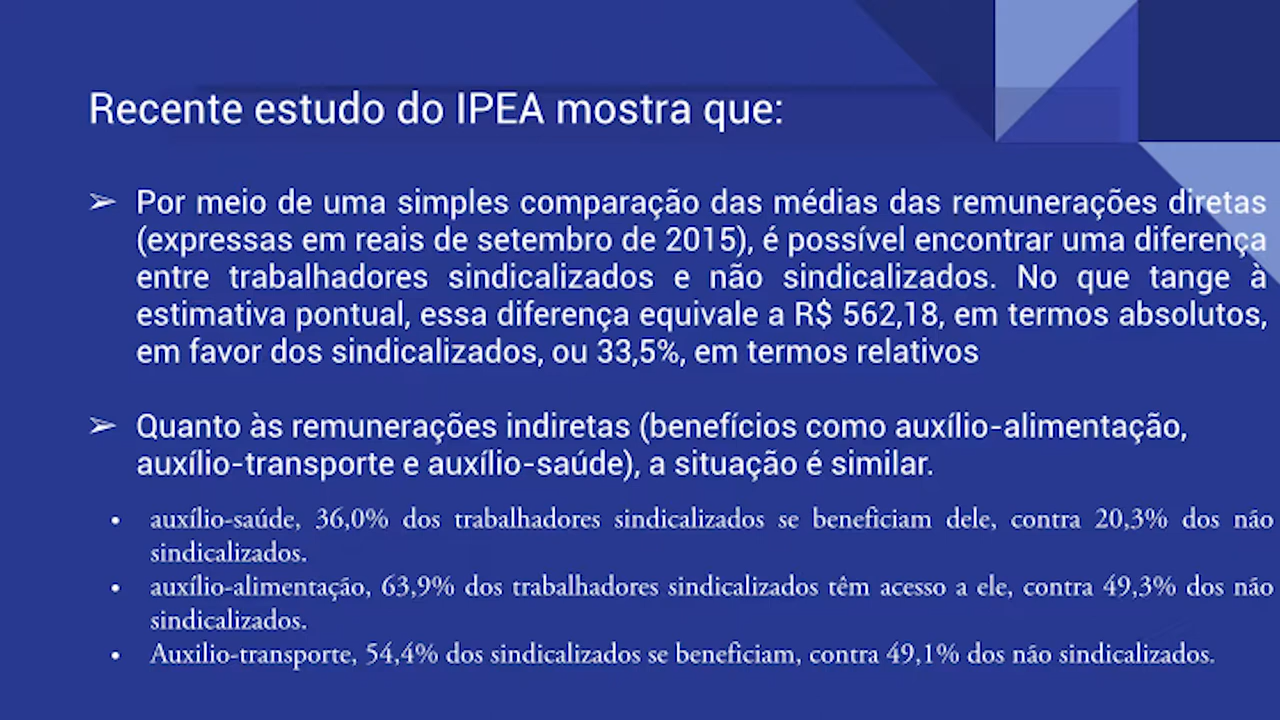 Recente estudo do IPEA mostra que:
➢ Por meio de uma simples comparação das médias das remunerações diretas
(expressas em reais de setembro de 2015), é possível encontrar uma diferença
entre trabalhadores sindicalizados e não sindicalizados. No que tange à
estimativa pontual, essa diferença equivale a R$ 562,18, em termos absolutos,
em favor dos sindicalizados, ou 33,5%, em termos relativos
➢ Quanto às remunerações indiretas (benefícios como auxílio-alimentação,
auxílio-transporte e auxílio-saúde), a situação é similar.
• auxílio-saúde, 36,0% dos trabalhadores sindicalizados se beneficiam dele, contra 20,3% dos não
sindicalizados.
• auxílio-alimentação, 63,9% dos trabalhadores sindicalizados têm acesso a ele, contra 49,3% dos não
sindicalizados.
• Auxilio-transporte, 54,4% dos sindicalizados se beneficiam, contra 49,1% dos não sindicalizados.